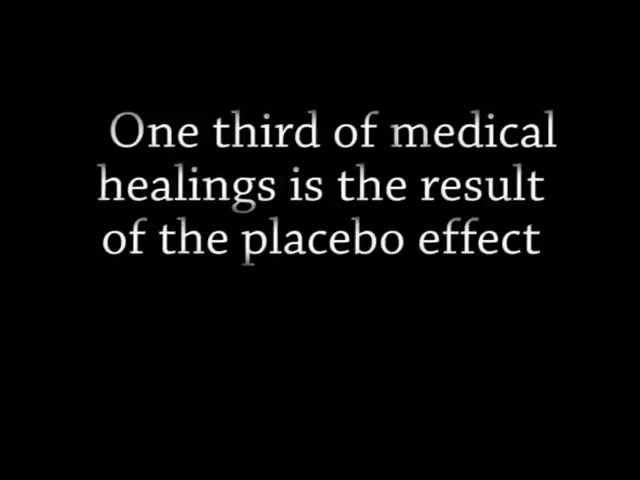 One third of medical
healings is the result
of the placebo effect